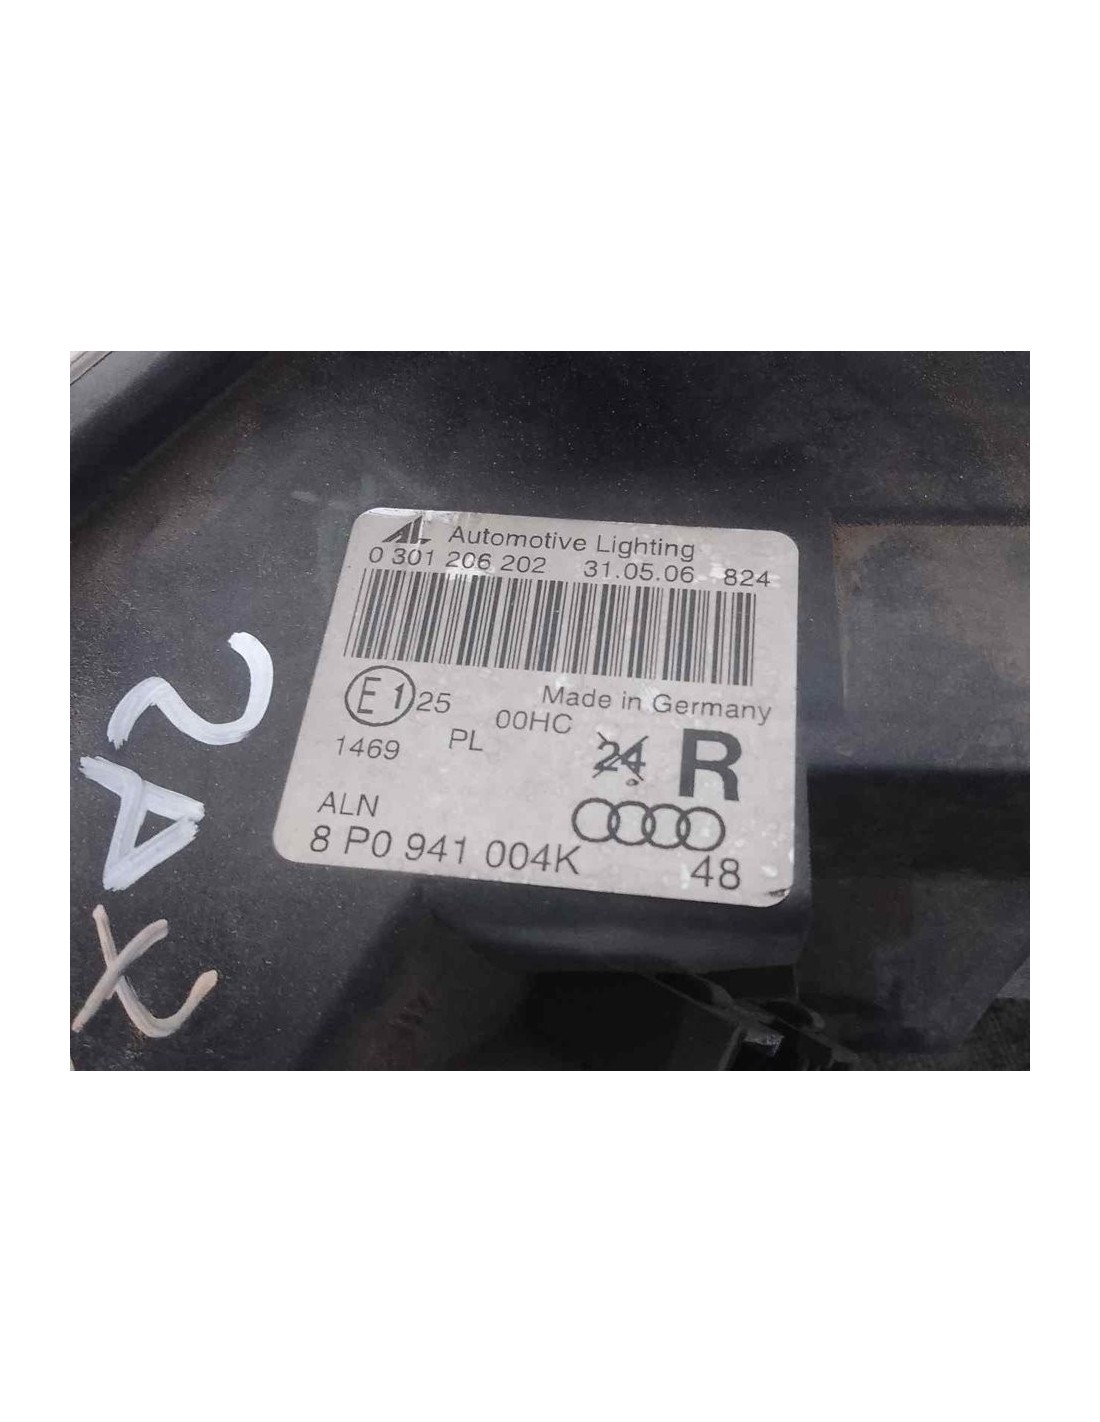 AL Automotive Lighting
0 301 206 202 31.05.06 824
E1 25 Made in Germany
00HC
1469 PL 24 R
ALN
8 P0 941 004K 48
2AX